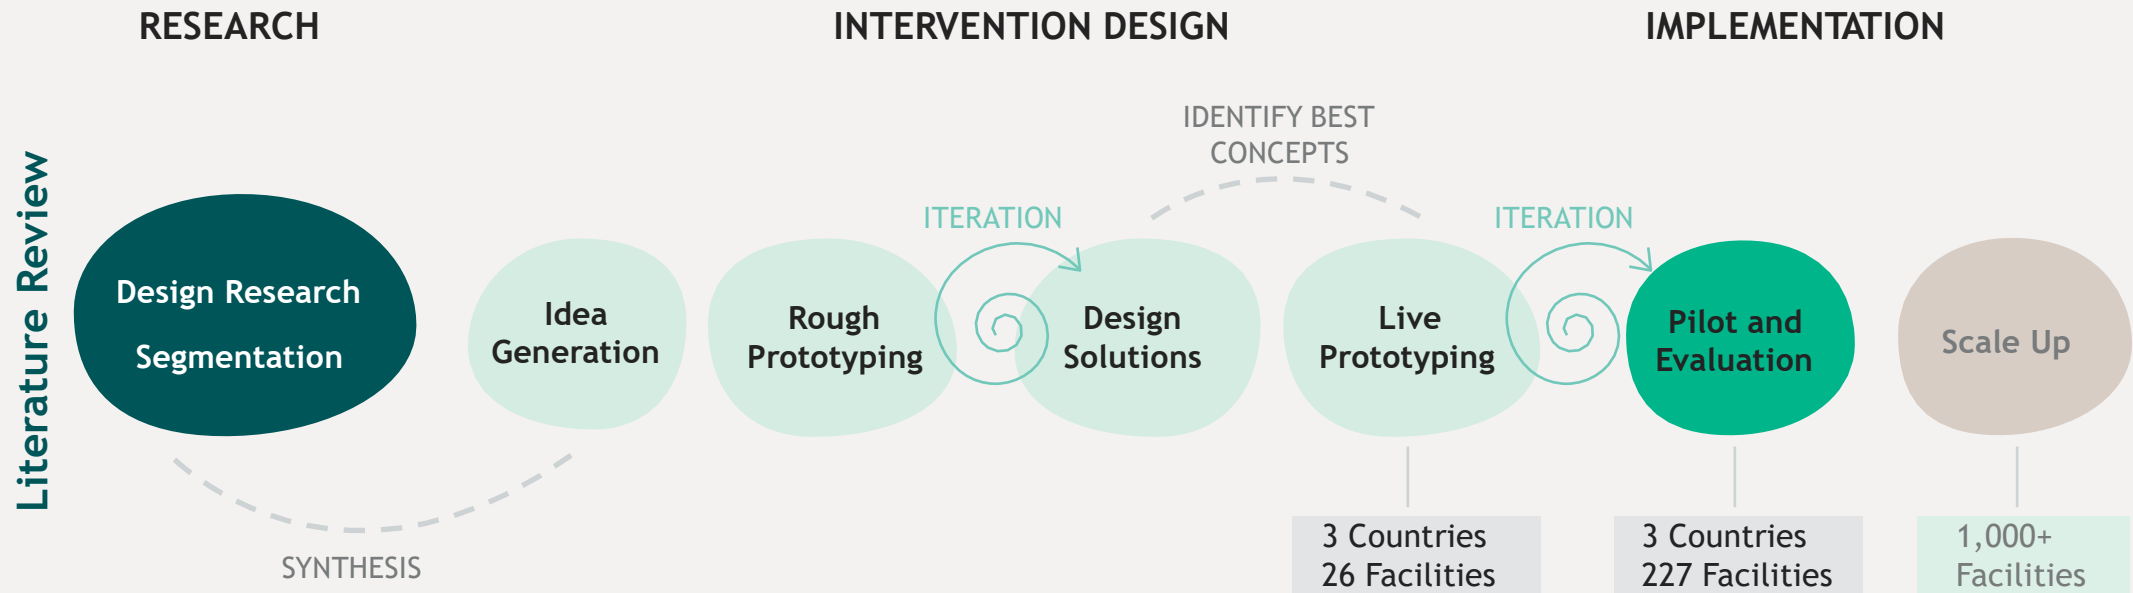 RESEARCH
INTERVENTION DESIGN
IMPLEMENTATION
Literature Review
Design Research
Segmentation
SYNTHESIS
Idea
Generation
Rough
Prototyping
ITERATION
Design
Solutions
IDENTIFY BEST
CONCEPTS
Live
Prototyping
3 Countries
26 Facilities
ITERATION
Pilot and
Evaluation
3 Countries
227 Facilities
Scale Up
1,000+
Facilities